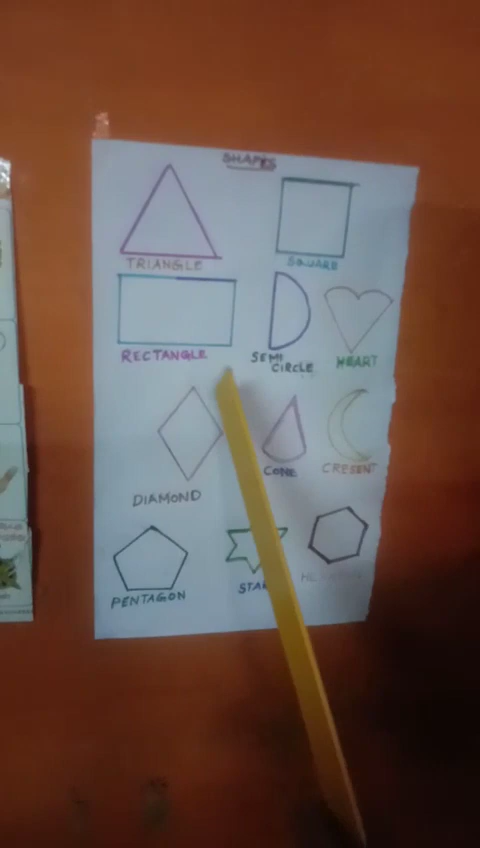 SHAPES
TRIANGLE
SQUARE
RECTANGLE
SEMI
CIRCLE
HEART
DIAMOND
CONE
CRESENT
PENTAGON